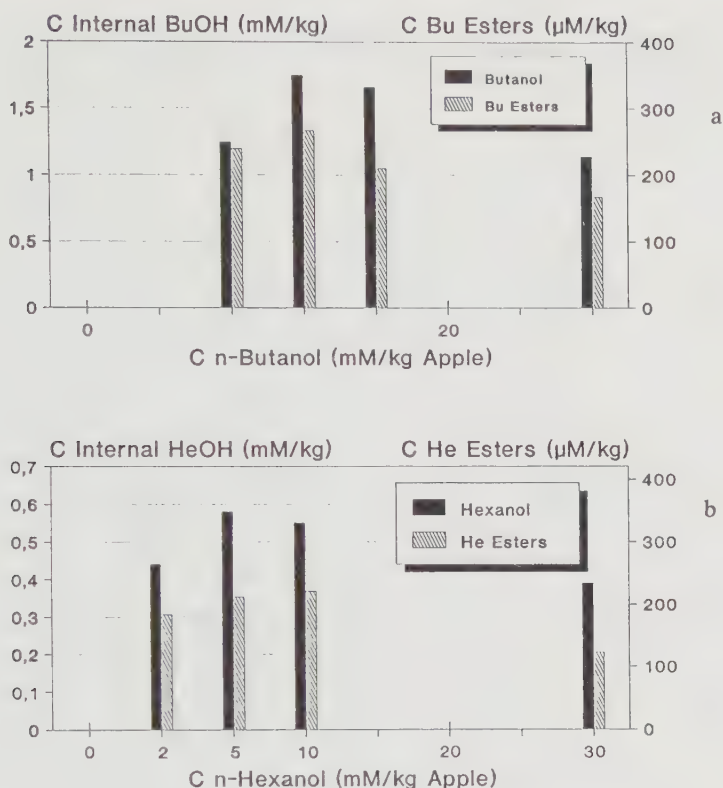 C Internal BuOH (mM/kg) C Bu Esters (µM/kg)
2 400
Butanol
Bu Esters
a
1,5 300
1 200
0,5 100
0 0
0 20
C n-Butanol (mM/kg Apple)
C Internal HeOH (mM/kg) C He Esters (µM/kg)
0,7 400
Hexanol
He Esters
b
0,6
0,5 300
0,4
0,3 200
0,2
100
0,1
0 0
0 2 5 10 20 30
C n-Hexanol (mM/kg Apple)